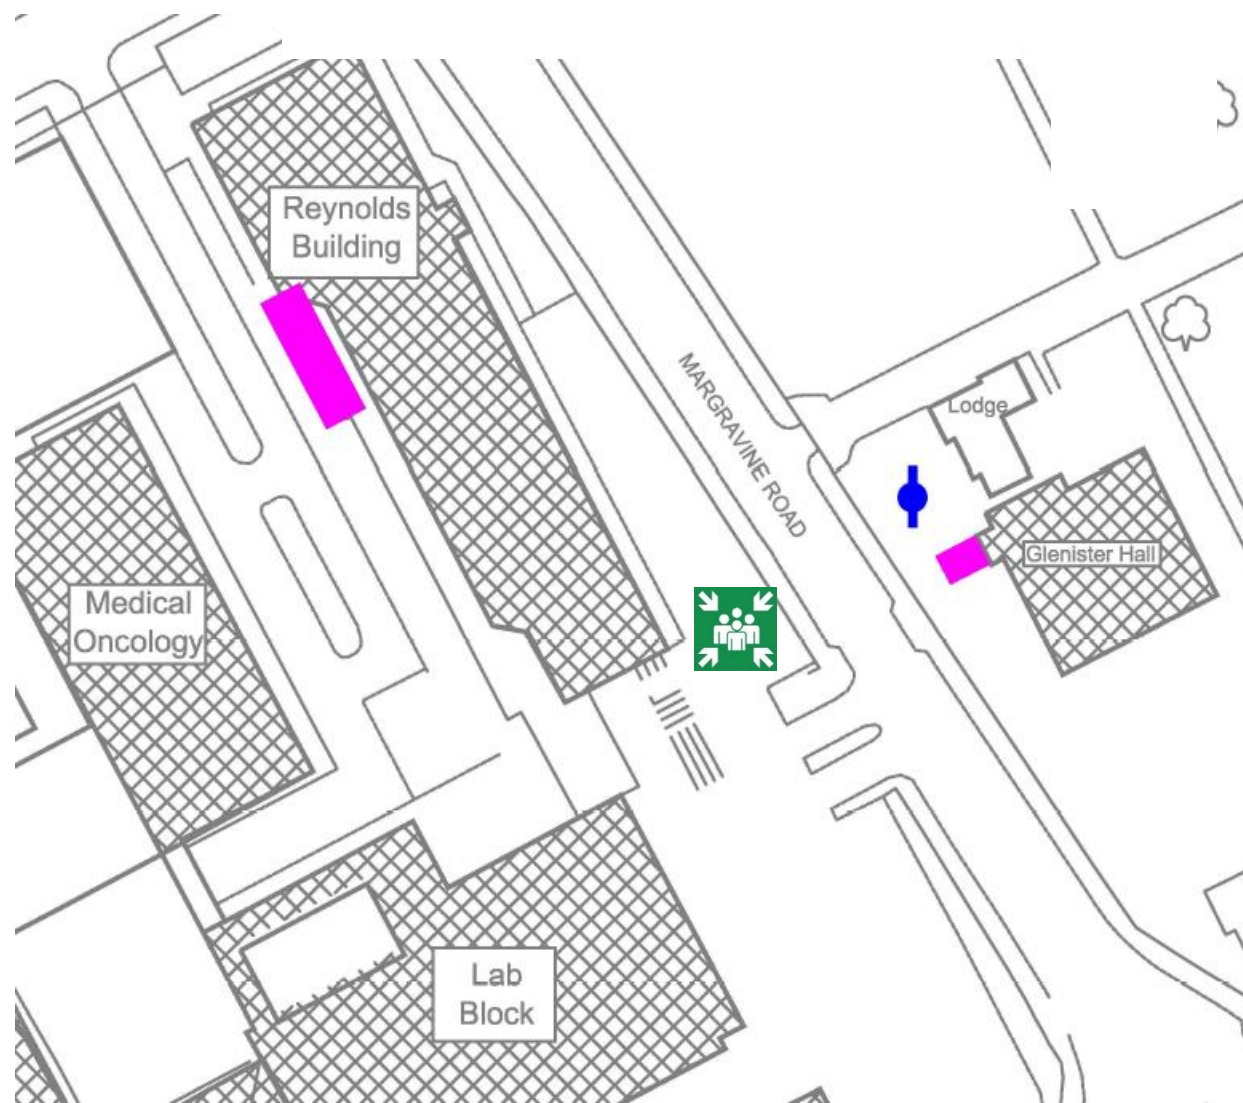 Reynolds
Building
MARGRAVINE ROAD
Lodge
Glenister Hall
Medical
Oncology
Lab
Block